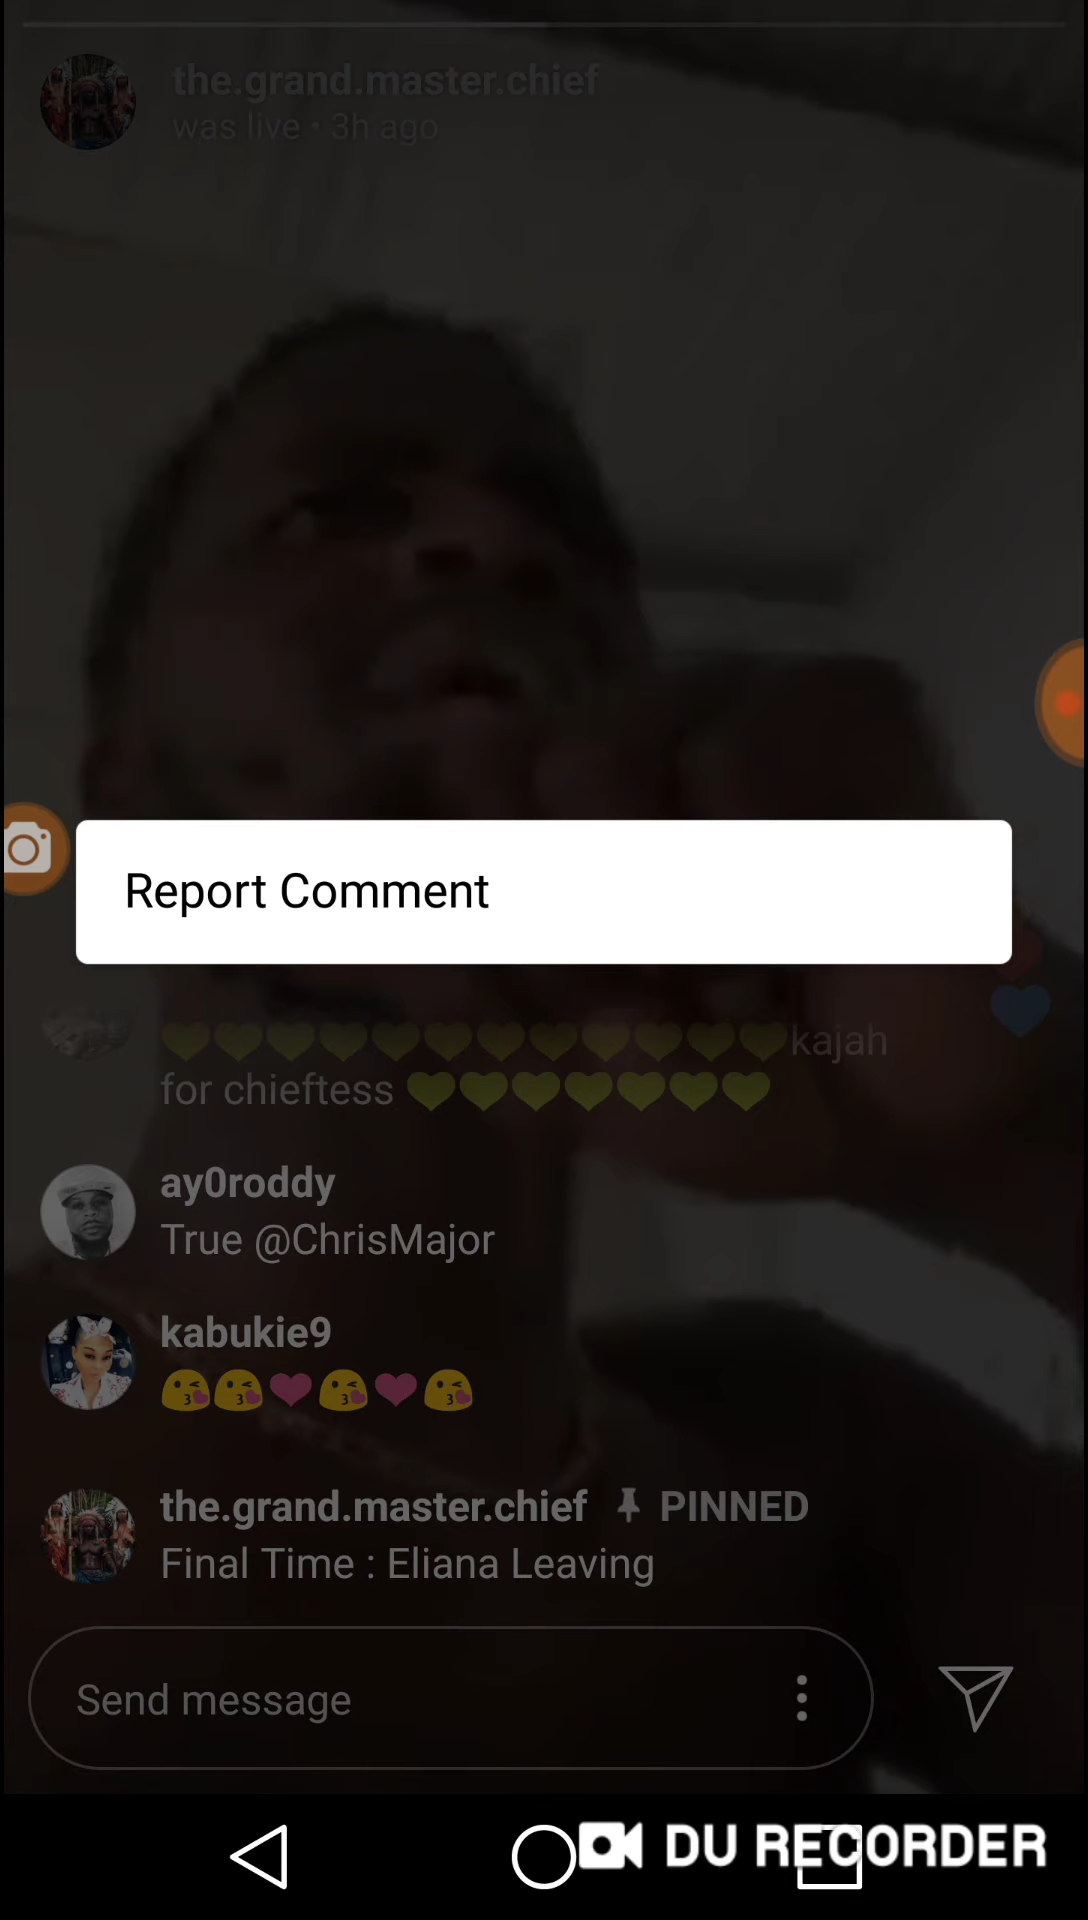 the.grand.master.chief
was live • 3h ago
Report Comment
💛💛💛💛💛💛💛💛💛💛💛💛kajah
for chieftess 💛💛💛💛💛💛💛
ay0roddy
True @ChrisMajor
kabukie9
😘😘💗😘💗😘
the.grand.master.chief PINNED
Final Time : Eliana Leaving
Send message
DU RECORDER